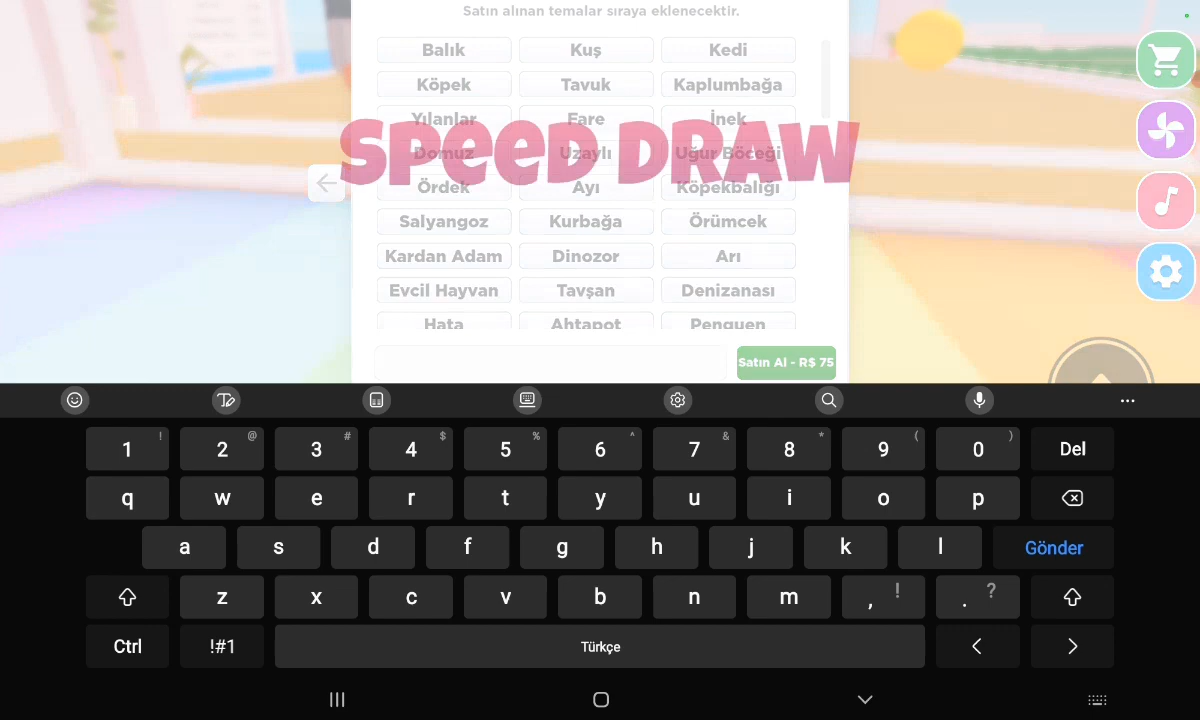 Satın alınan temalar sıraya eklenecektir.
Balık Kuş Kedi
Köpek Tavuk Kaplumbağa
Yılanlar Fare İnek
SPEED DRAW
Domuz Uzaylı Uğur Böceği
Ördek Ayı Köpekbalığı
Salyangoz Kurbağa Örümcek
Kardan Adam Dinozor Arı
Evcil Hayvan Tavşan Denizanası
Hata Ahtapot Penguen
Satın Al - R$ 75
1 ! 2 @ 3 # 4 $ 5 % 6 ^ 7 & 8 * 9 ( 0 ) Del
q w e r t y u i o p
a s d f g h j k l Gönder
z x c v b n m , ! . ?
Ctrl !#1 Türkçe